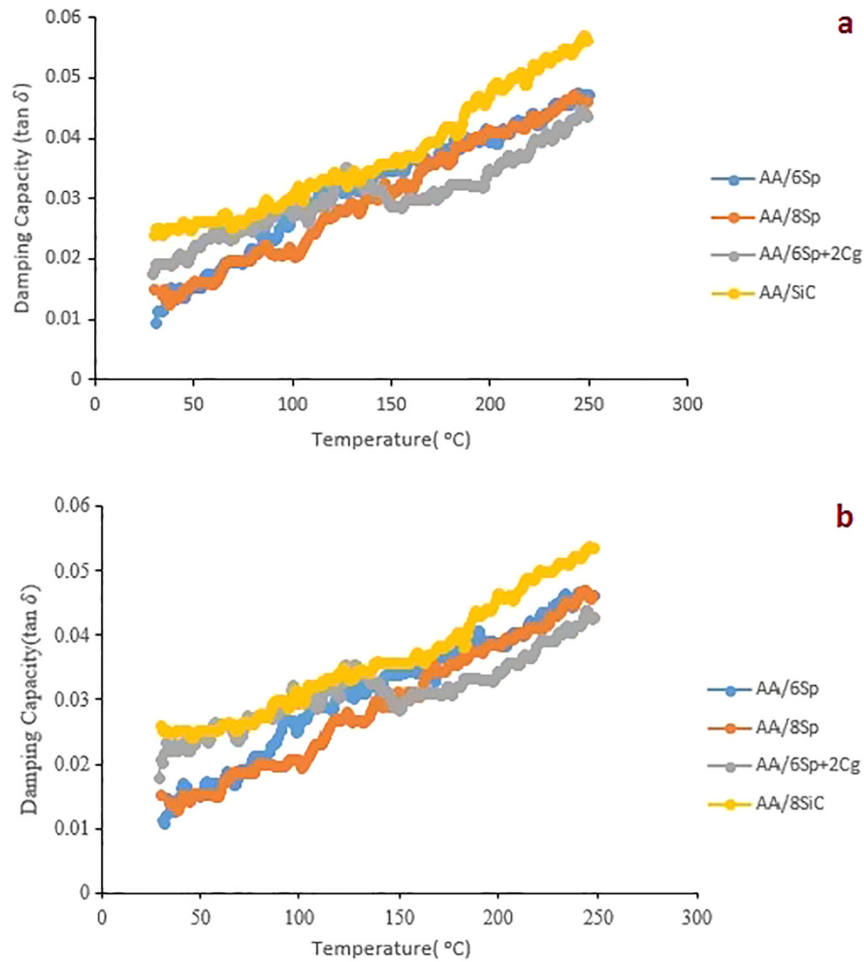 a
0.06
0.05
0.04
0.03
0.02
0.01
0
0 50 100 150 200 250 300
Damping Capacity (tan δ)
Temperature( °C)
AA/6Sp
AA/8Sp
AA/6Sp+2Cg
AA/SiC
b
0.06
0.05
0.04
0.03
0.02
0.01
0
0 50 100 150 200 250 300
Damping Capacity(tan δ)
Temperature( °C)
AA/6Sp
AA/8Sp
AA/6Sp+2Cg
AA/8SiC